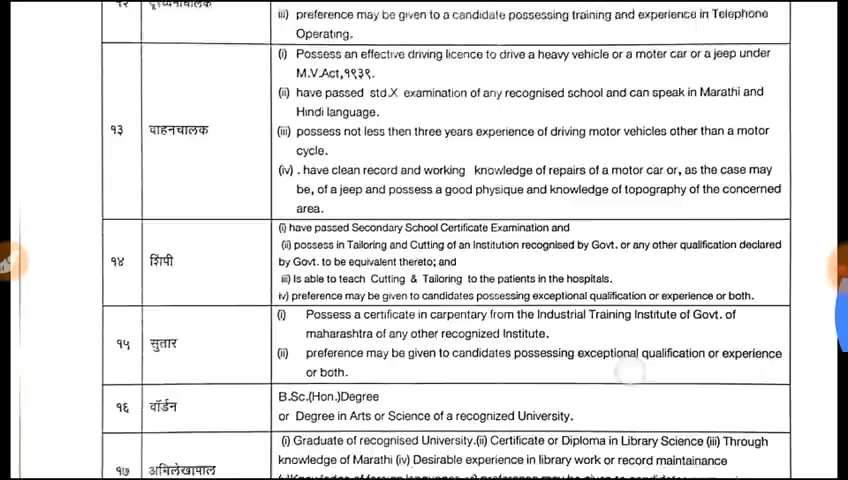 iii) preference may be given to a candidate possessing training and experience in Telephone
Operating.
१३ वाहनचालक
(i) Possess an effective driving licence to drive a heavy vehicle or a moter car or a jeep under
M.V.Act,१९३९.
(ii) have passed std.X examination of any recognised school and can speak in Marathi and
Hindi language.
(iii) possess not less then three years experience of driving motor vehicles other than a motor
cycle.
(iv) . have clean record and working knowledge of repairs of a motor car or, as the case may
be, of a jeep and possess a good physique and knowledge of topography of the concerned
area.
१४ शिंपी
(i) have passed Secondary School Certificate Examination and
(ii) possess in Tailoring and Cutting of an Institution recognised by Govt. or any other qualification declared
by Govt. to be equivalent thereto; and
iii) Is able to teach Cutting & Tailoring to the patients in the hospitals.
iv) preference may be given to candidates possessing exceptional qualification or experience or both.
१५ सुतार
(i) Possess a certificate in carpentary from the Industrial Training Institute of Govt. of
maharashtra of any other recognized Institute.
(ii) preference may be given to candidates possessing exceptional qualification or experience
or both.
१६ वॉर्डन
B.Sc.(Hon.)Degree
or Degree in Arts or Science of a recognized University.
१७ अभिलेखापाल
(i) Graduate of recognised University.(ii) Certificate or Diploma in Library Science (iii) Through
knowledge of Marathi (iv) Desirable experience in library work or record maintainance